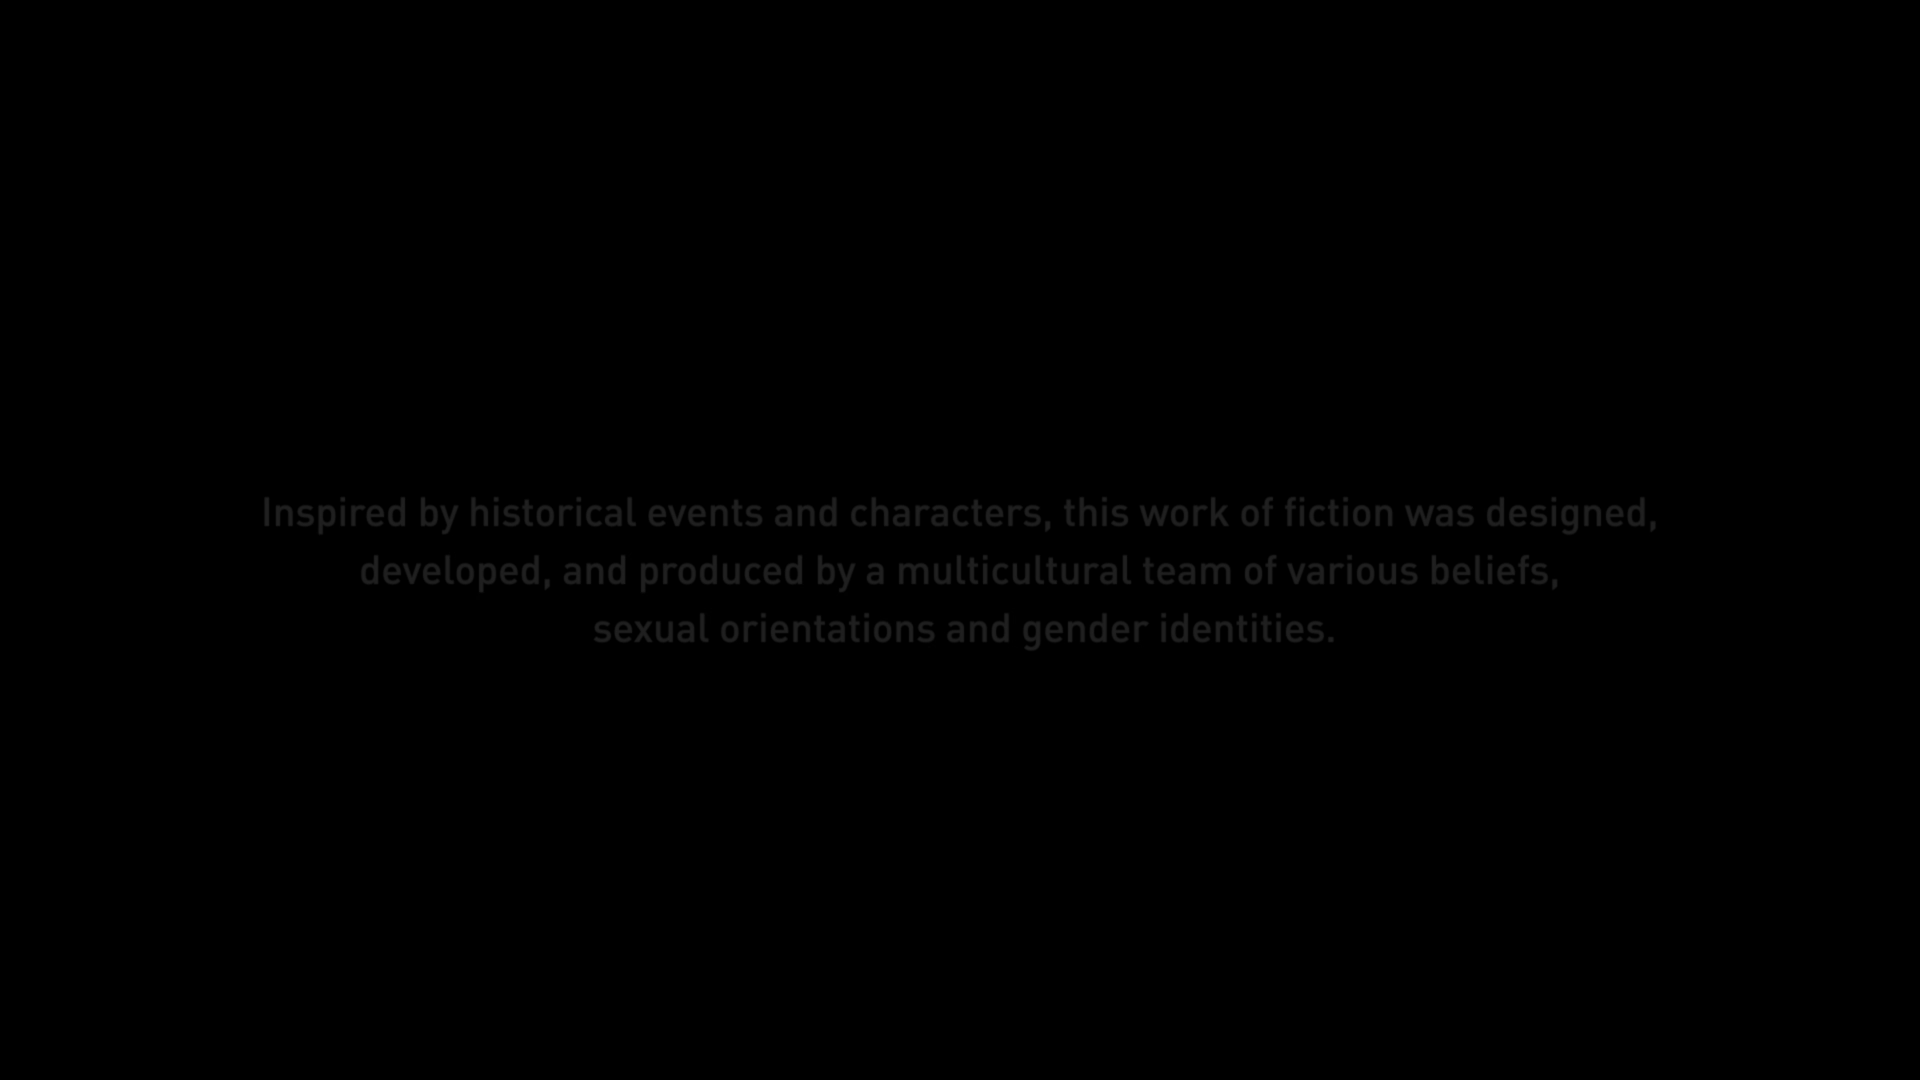 Inspired by historical events and characters, this work of fiction was designed,
developed, and produced by a multicultural team of various beliefs,
sexual orientations and gender identities.